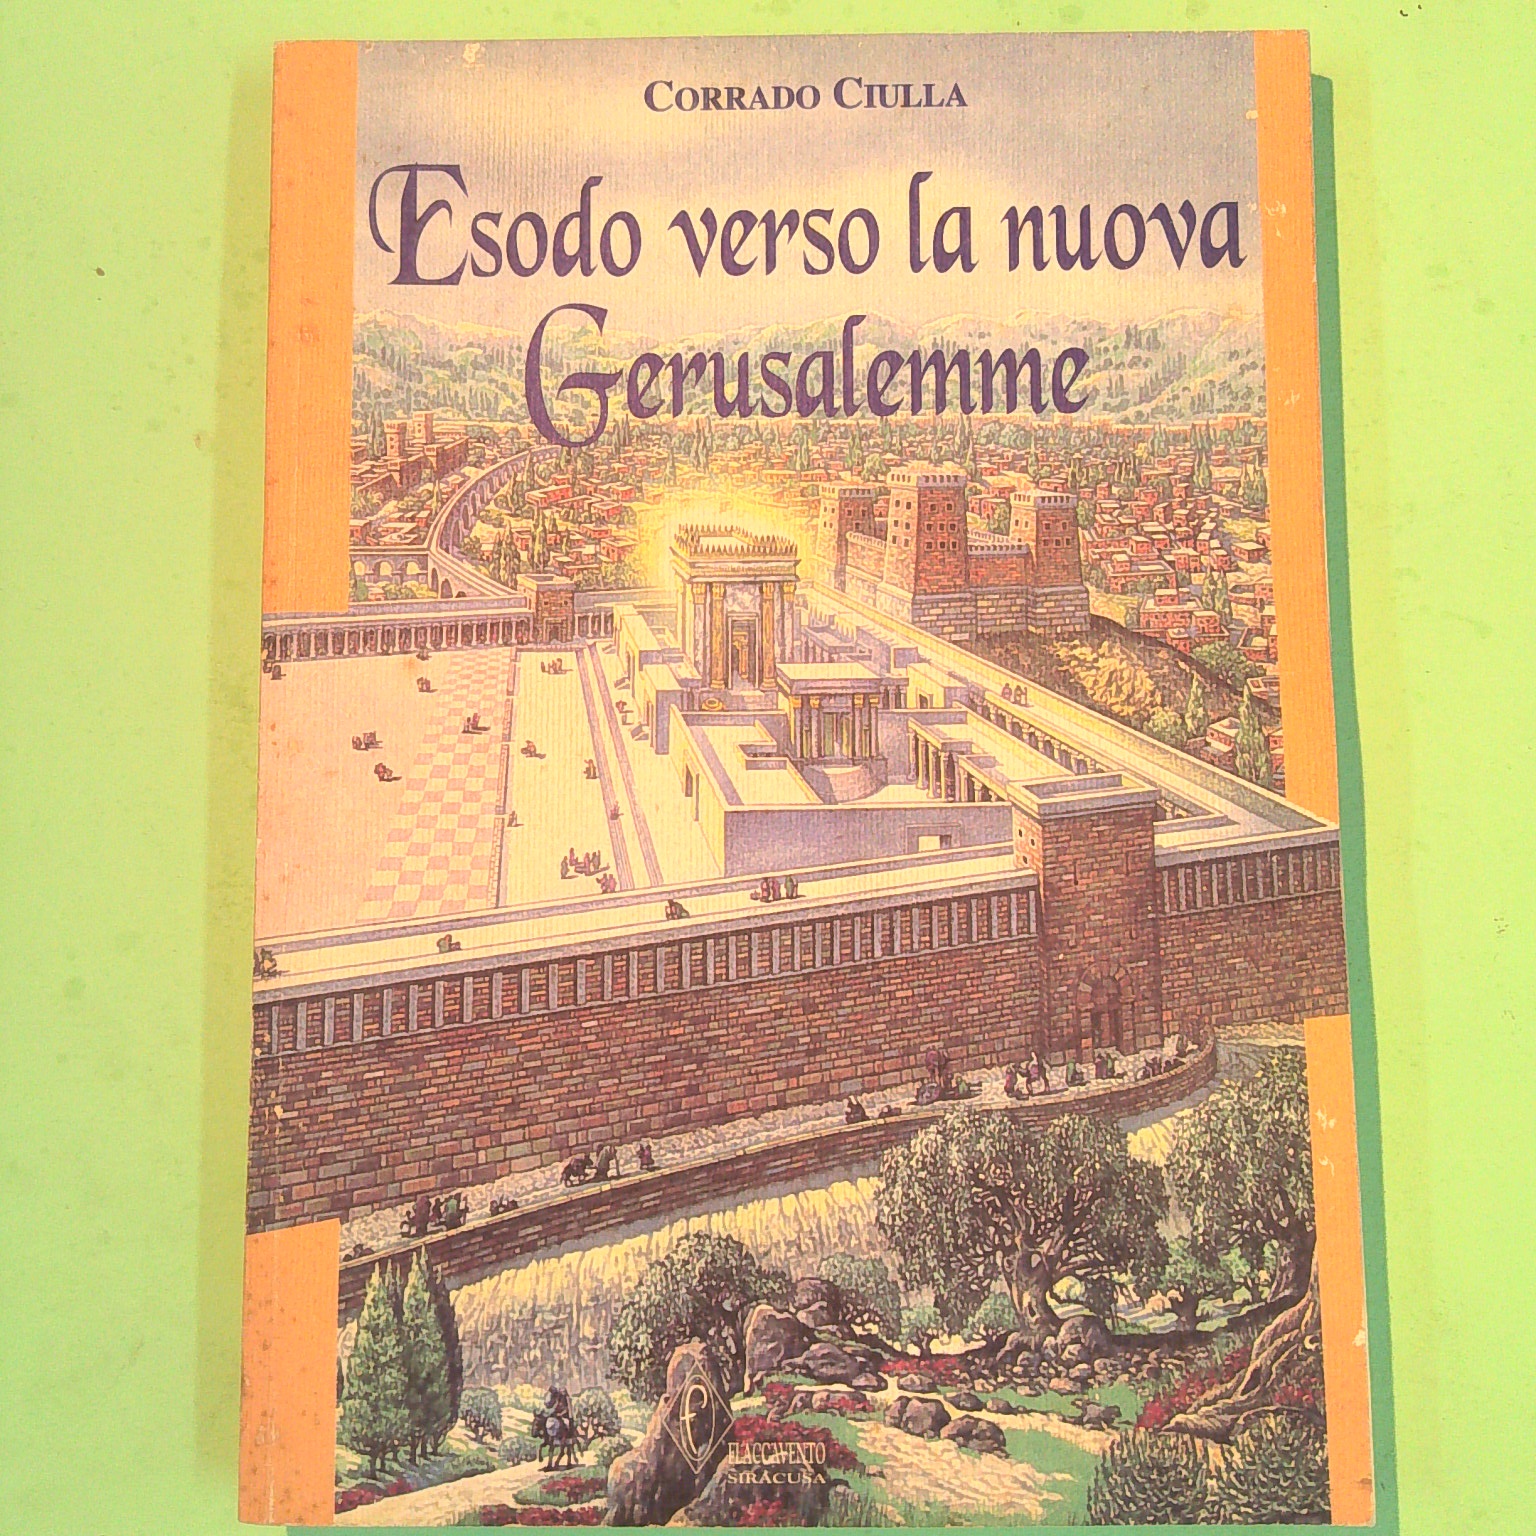 CORRADO CIULLA
Esodo verso la nuova
Gerusalemme
F
FLACCAVENTO
SIRACUSA